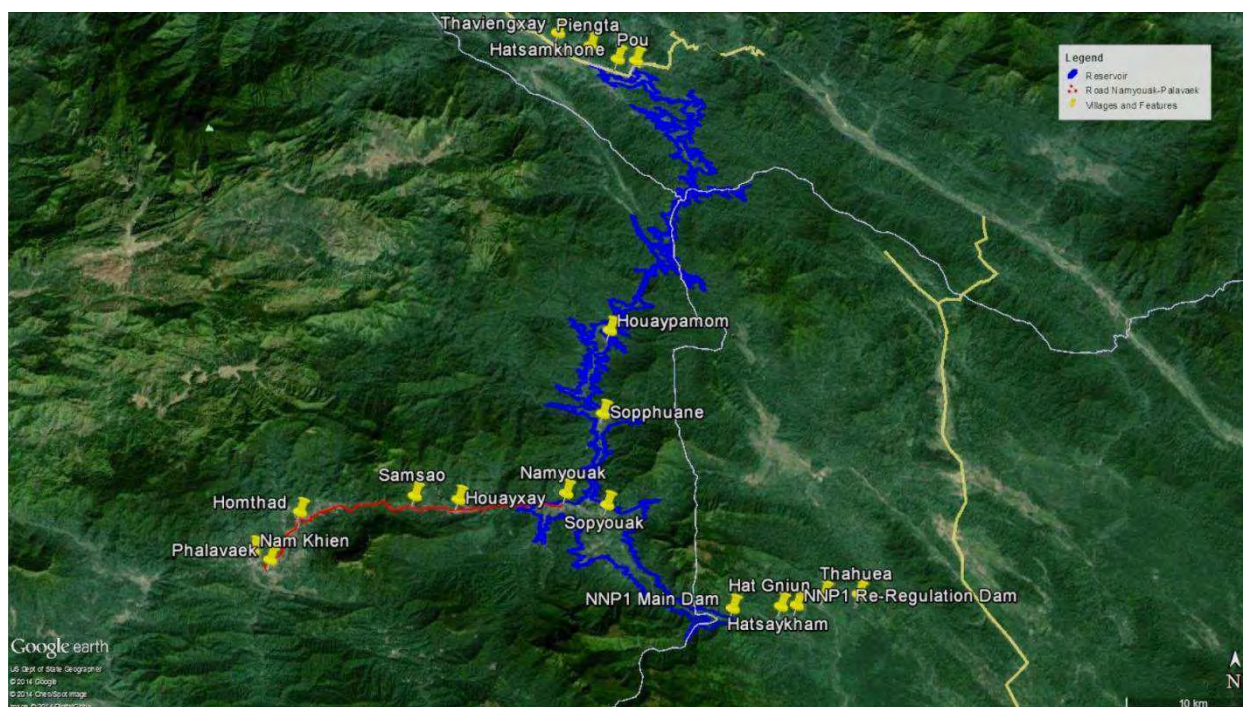 Thaviengxay Piengta
Hatsamkhone Pou
Legend
Reservoir
Road Namyouak-Palavaek
Villages and Features
Houaypamom
Sopphuane
Samsao
Namyouak
Homthad
Houayxay
Sopyouak
Phalavaek Nam Khien
Hat Gniun Thahuea
NNP1 Main Dam
NNP1 Re-Regulation Dam
Hatsaykham
Google earth
US Dept of State Geographer
© 2014 Google
© 2014 Cnes/Spot Image
N
10 km